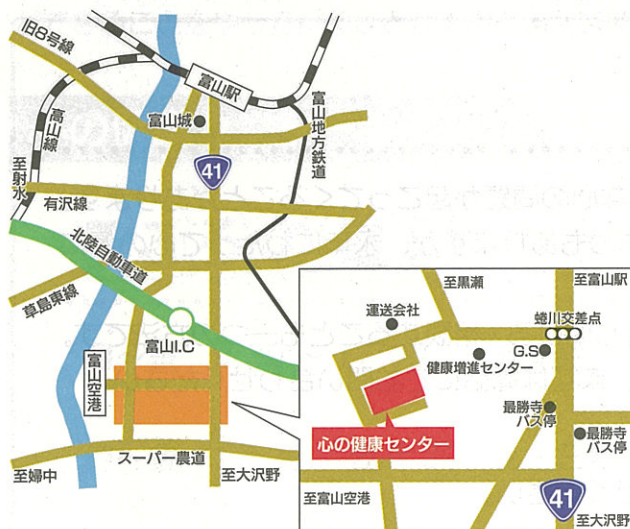 旧8号線
富山駅
高山線
富山城
富山地方鉄道
41
至射水
有沢線
北陸自動車道
草島東線
富山I.C
富山空港
スーパー農道
至婦中
至大沢野
至黒瀬
至富山駅
運送会社
蜷川交差点
G.S
健康増進センター
最勝寺
バス停
心の健康センター
最勝寺
バス停
至富山空港
41
至大沢野